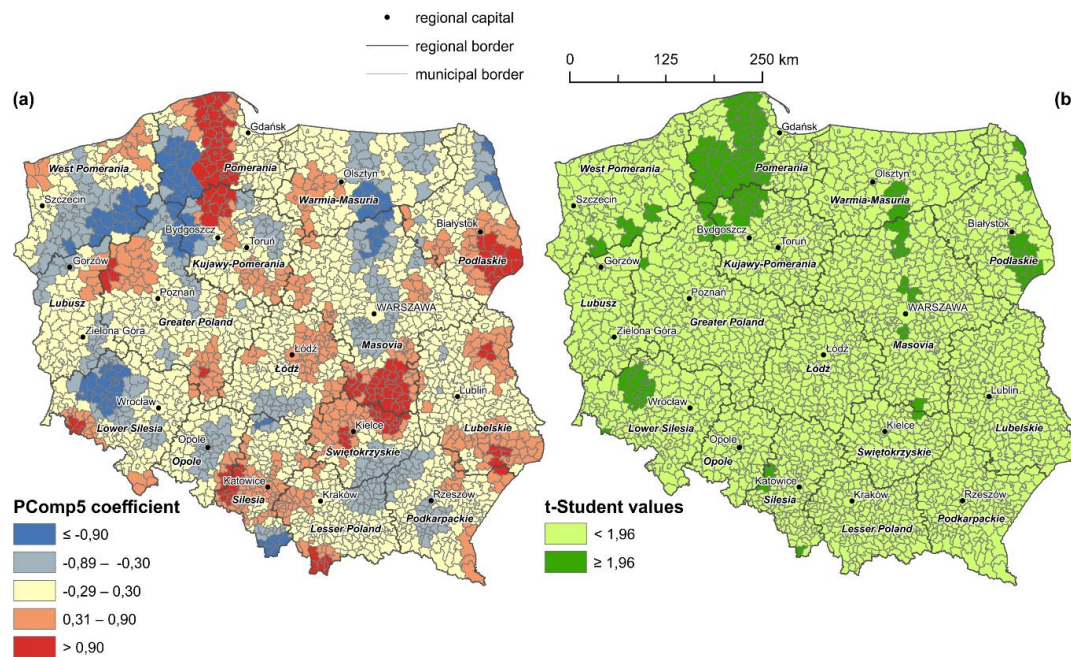 regional capital
regional border
municipal border
0 125 250 km
(a)
(b)
Gdańsk
West Pomerania
Pomerania
Olsztyn
Warmia-Masuria
Szczecin
Białystok
Bydgoszcz
Toruń
Podlaskie
Kujawy-Pomerania
Gorzów
Lubusz
Poznań
WARSZAWA
Greater Poland
Zielona Góra
Masovia
Łódź
Łódź
Wrocław
Lublin
Lower Silesia
Kielce
Lubelskie
Opole
Świętokrzyskie
Opole
Katowice
Silesia
Kraków
Rzeszów
Lesser Poland
Podkarpackie
PComp5 coefficient
≤ -0,90
-0,89 – -0,30
-0,29 – 0,30
0,31 – 0,90
> 0,90
Gdańsk
West Pomerania
Pomerania
Olsztyn
Warmia-Masuria
Szczecin
Białystok
Bydgoszcz
Toruń
Podlaskie
Kujawy-Pomerania
Gorzów
Lubusz
Poznań
WARSZAWA
Greater Poland
Zielona Góra
Masovia
Łódź
Łódź
Wrocław
Lublin
Lower Silesia
Kielce
Lubelskie
Opole
Świętokrzyskie
Opole
Katowice
Silesia
Kraków
Rzeszów
Lesser Poland
Podkarpackie
t-Student values
< 1,96
≥ 1,96